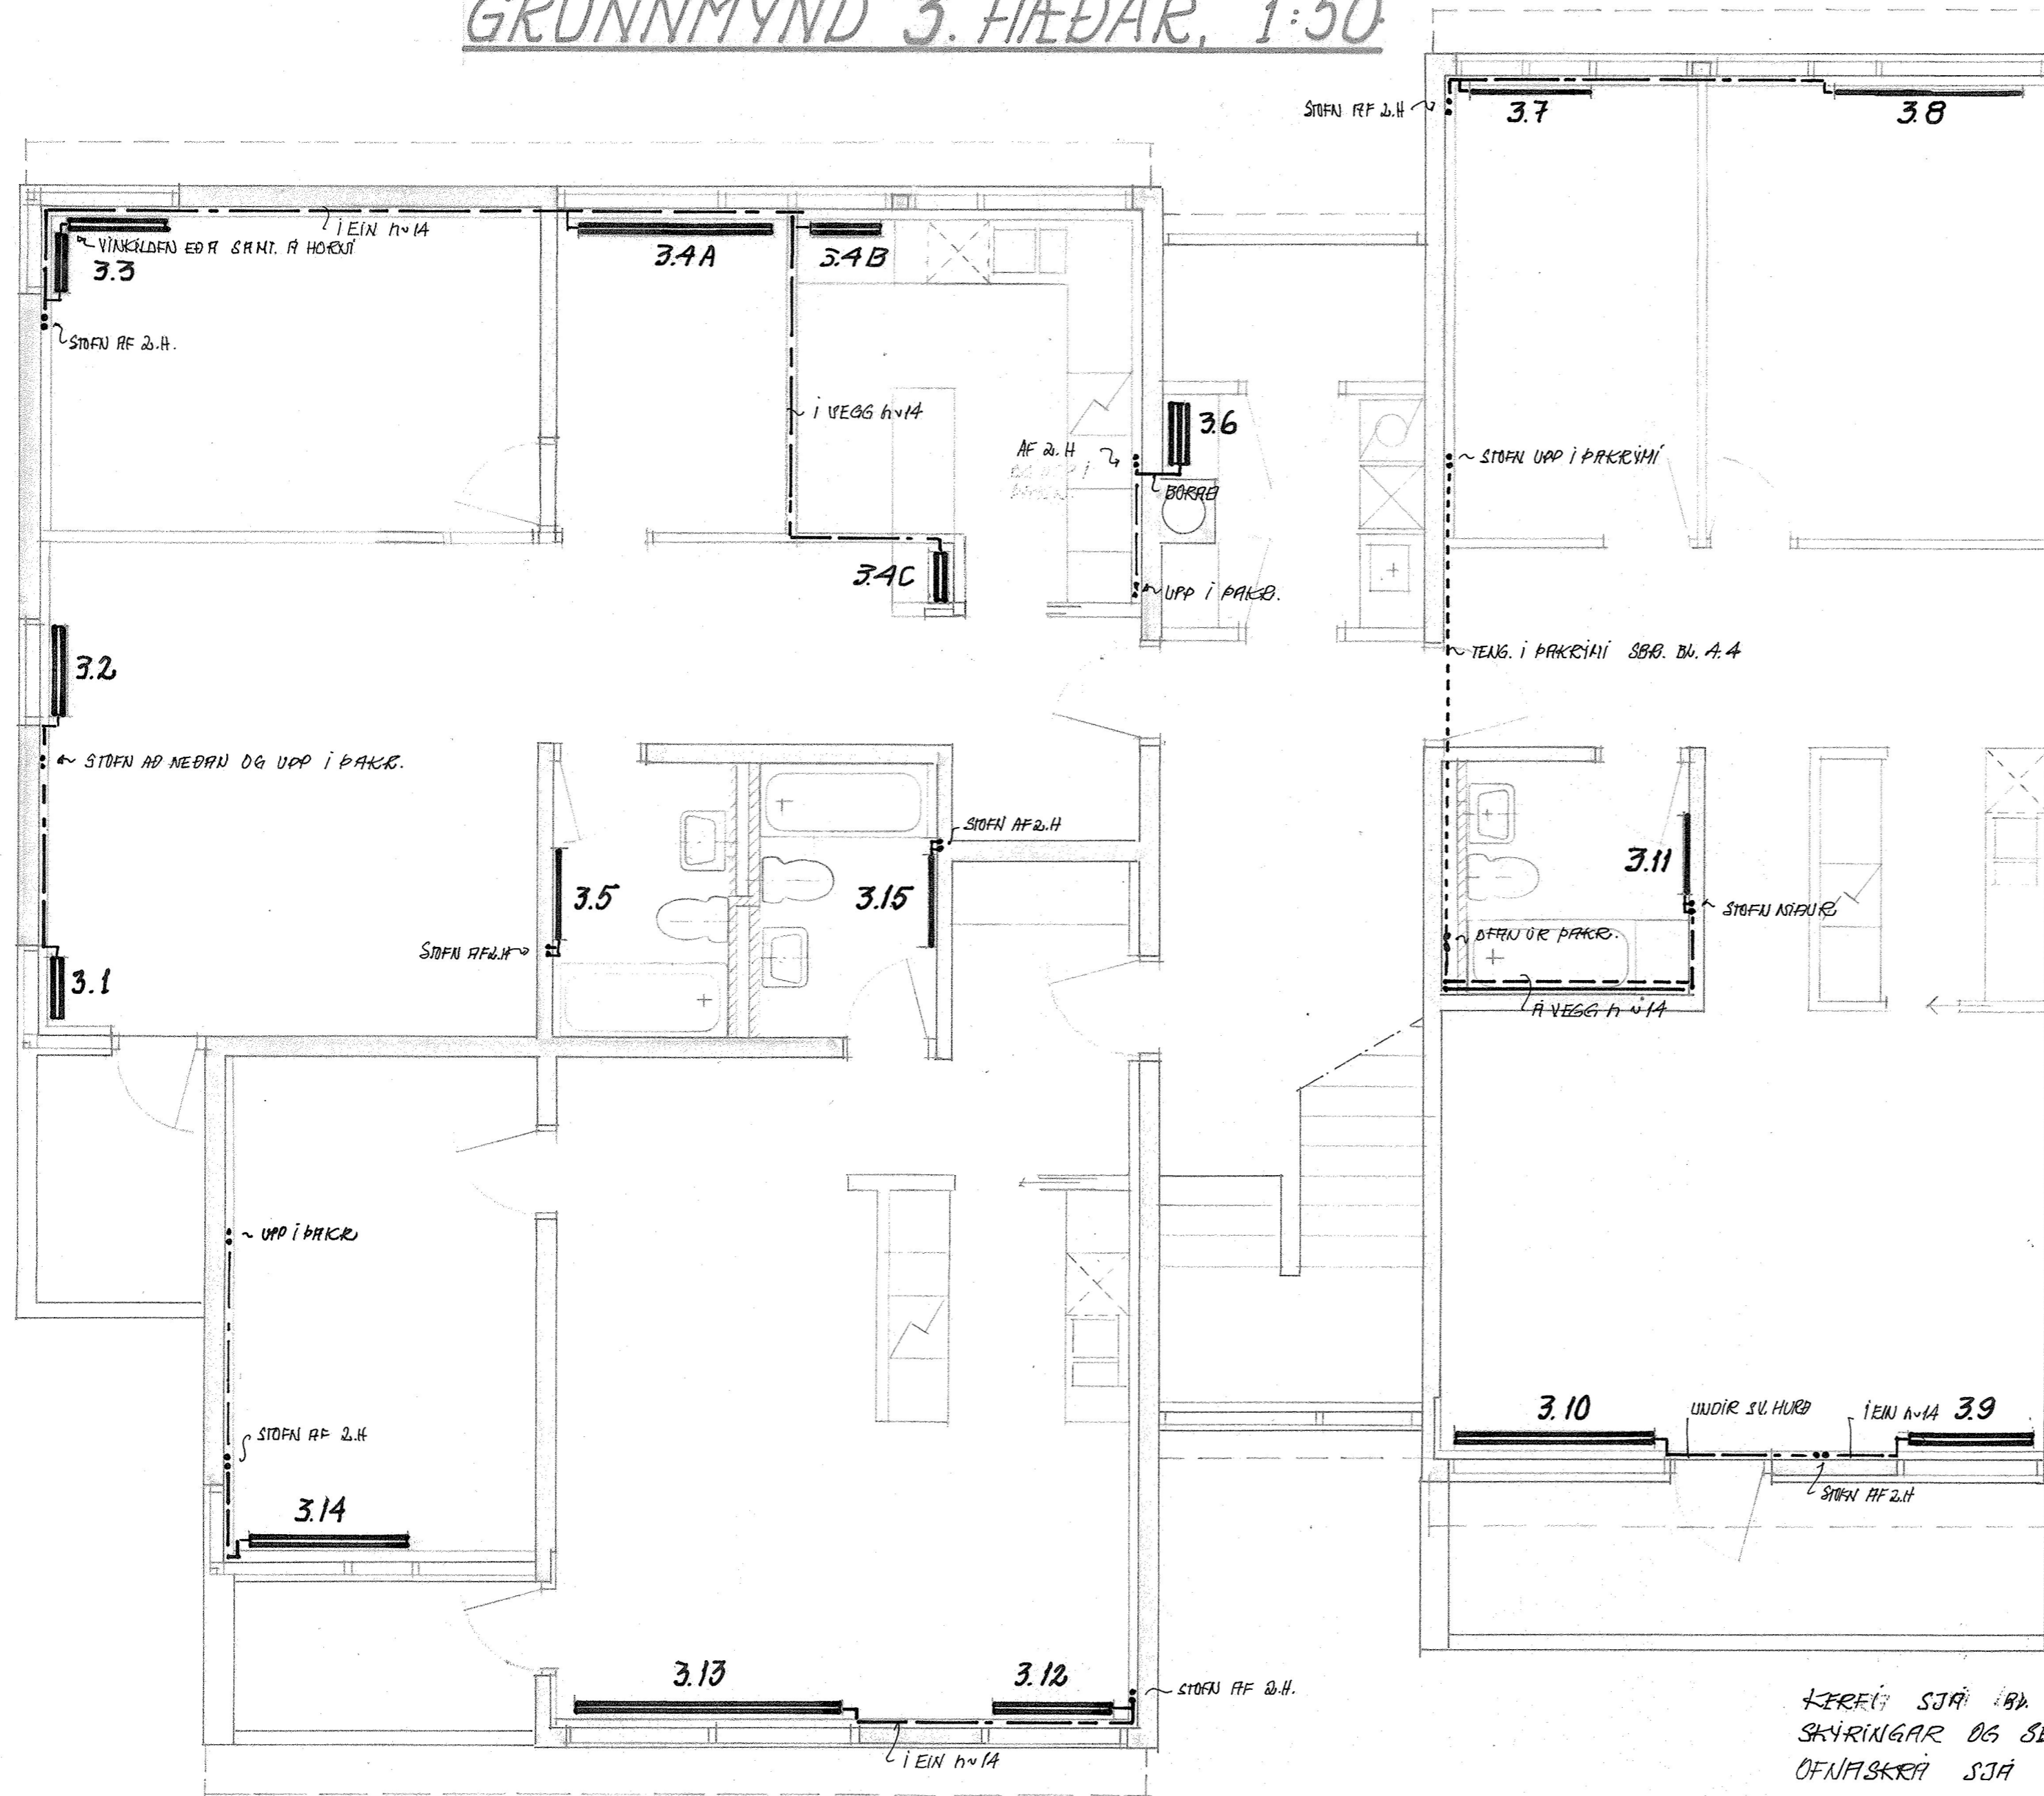 GRUNNMYND 3. HÆÐAR, 1:50
STOFN AF 2.H
3.7
3.8
Í EIN h~14
VINKILOFN EÐA SAMT. Á HORNI
3.3
3.4A
3.4B
STOFN AF 2.H.
Í VEGG h~14
3.6
AF 2.H
BORAÐ
STOFN UPP Í ÞAKRÝMI
3.4C
UPP Í ÞAKR.
3.2
TENG. Í ÞAKRÍMI SBR. BL. 4.4
STOFN AÐ NEÐAN OG UPP Í ÞAKR.
STOFN AF 2.H
3.5
3.15
3.11
STOFN NIÐUR
STOFN AF 2.H
OFAN ÚR ÞAKR.
3.1
Á VEGG h~14
UPP Í ÞAKR
3.10
UNDIR SV. HURÐ
Í EIN h~14
3.9
STOFN AF 2.H
STOFN AF 2.H
3.14
3.13
3.12
STOFN AF 2.H.
Í EIN h~14
KERFI SJÁ BL.
SKÝRINGAR OG
OFNASKRÁ SJÁ